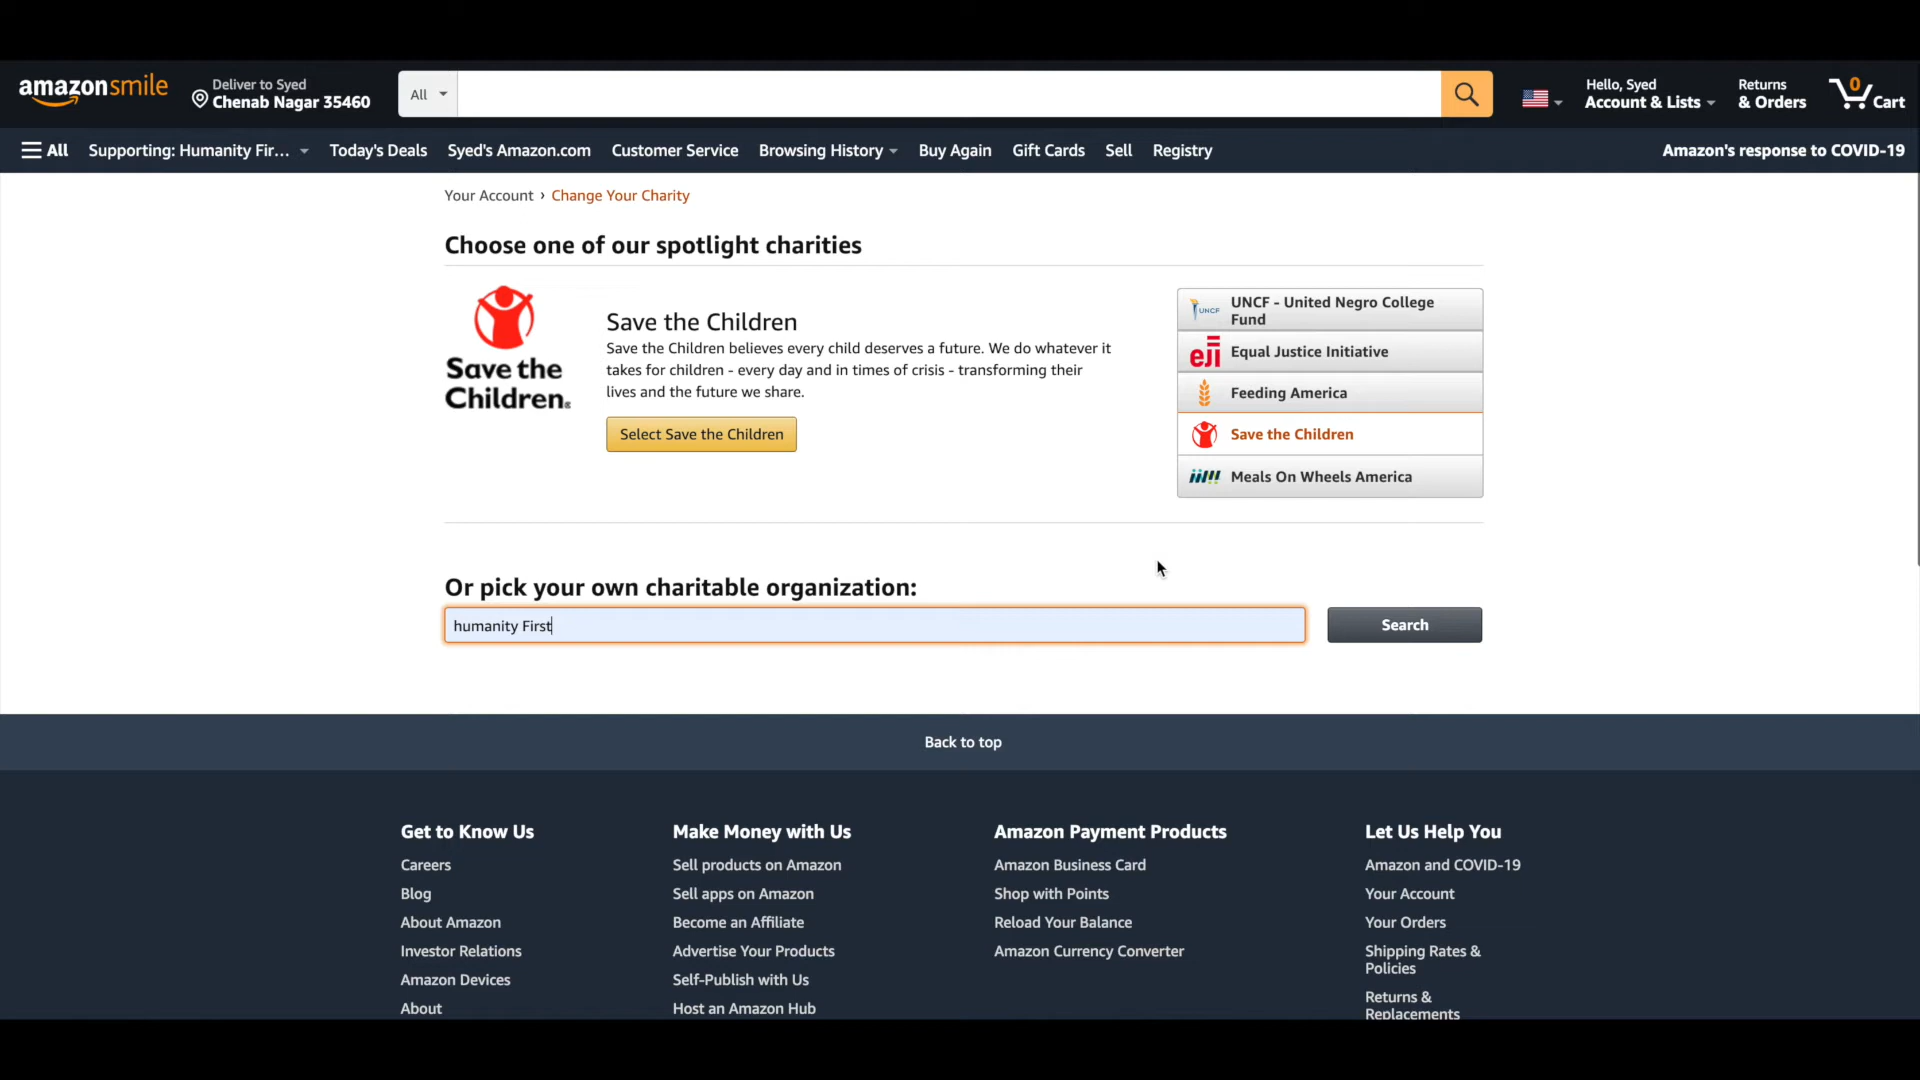 amazonsmile
Deliver to Syed
Chenab Nagar 35460
All
Hello, Syed
Account & Lists
Returns
& Orders
0
Cart
All
Supporting: Humanity Fir...
Today's Deals
Syed's Amazon.com
Customer Service
Browsing History
Buy Again
Gift Cards
Sell
Registry
Amazon's response to COVID-19
Your Account › Change Your Charity
Choose one of our spotlight charities
Save the
Children®
Save the Children
Save the Children believes every child deserves a future. We do whatever it
takes for children - every day and in times of crisis - transforming their
lives and the future we share.
Select Save the Children
UNCF
UNCF - United Negro College
Fund
eji
Equal Justice Initiative
Feeding America
Save the Children
Meals On Wheels America
Or pick your own charitable organization:
humanity First
Search
Back to top
Get to Know Us
Careers
Blog
About Amazon
Investor Relations
Amazon Devices
About
Make Money with Us
Sell products on Amazon
Sell apps on Amazon
Become an Affiliate
Advertise Your Products
Self-Publish with Us
Host an Amazon Hub
Amazon Payment Products
Amazon Business Card
Shop with Points
Reload Your Balance
Amazon Currency Converter
Let Us Help You
Amazon and COVID-19
Your Account
Your Orders
Shipping Rates &
Policies
Returns &
Replacements